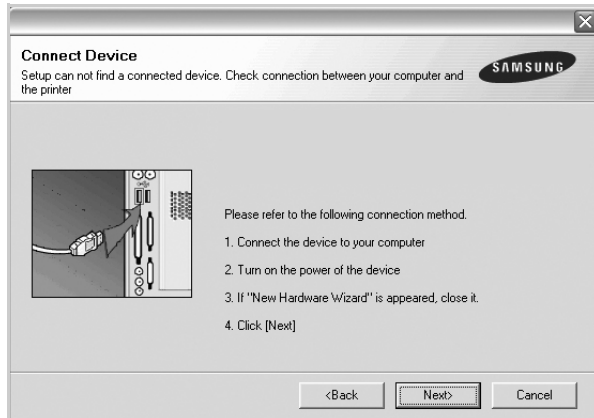 Connect Device
Setup can not find a connected device. Check connection between your computer and
the printer
SAMSUNG
Please refer to the following connection method.
1. Connect the device to your computer
2. Turn on the power of the device
3. If "New Hardware Wizard" is appeared, close it.
4. Click [Next]
<Back
Next>
Cancel